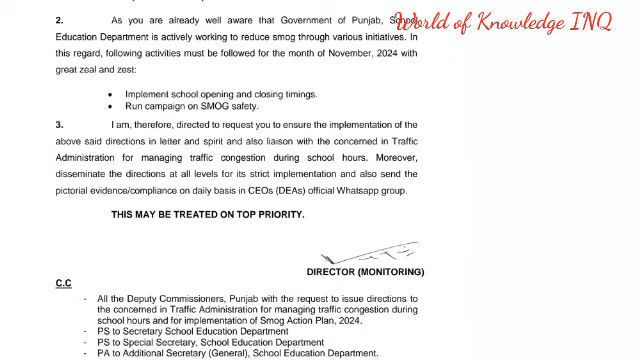 World of Knowledge INQ
2. As you are already well aware that Government of Punjab, School
Education Department is actively working to reduce smog through various initiatives. In
this regard, following activities must be followed for the month of November, 2024 with
great zeal and zest:
• Implement school opening and closing timings.
• Run campaign on SMOG safety.
3. I am, therefore, directed to request you to ensure the implementation of the
above said directions in letter and spirit and also liaison with the concerned in Traffic
Administration for managing traffic congestion during school hours. Moreover,
disseminate the directions at all levels for its strict implementation and also send the
pictorial evidence/compliance on daily basis in CEOs (DEAs) official Whatsapp group.
THIS MAY BE TREATED ON TOP PRIORITY.
DIRECTOR (MONITORING)
C.C
- All the Deputy Commissioners, Punjab with the request to issue directions to
the concerned in Traffic Administration for managing traffic congestion during
school hours and for implementation of Smog Action Plan, 2024.
- PS to Secretary School Education Department
- PS to Special Secretary, School Education Department
- PA to Additional Secretary (General), School Education Department.